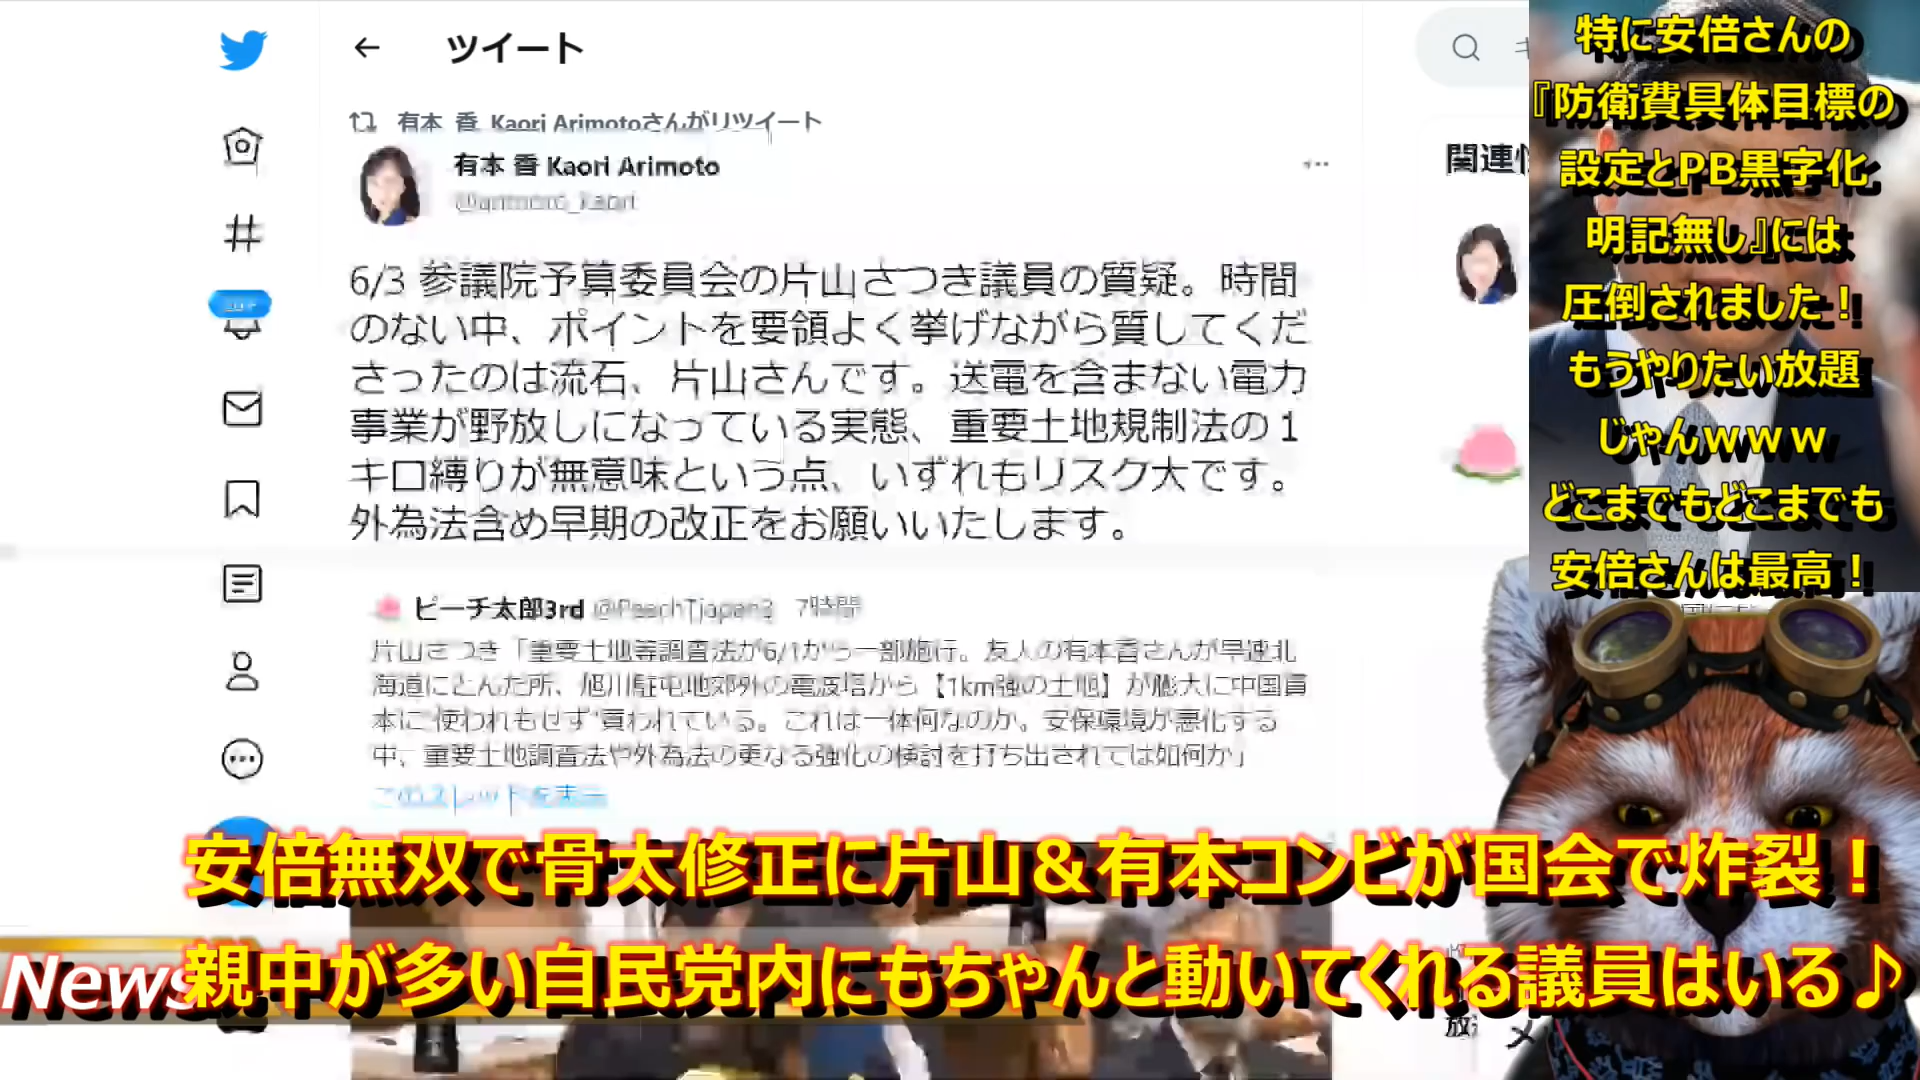 ツイート
有本 香 Kaori Arimotoさんがリツイート
有本 香 Kaori Arimoto
@arimoto_kaori
6/3 参議院予算委員会の片山さつき議員の質疑。時間
のない中、ポイントを要領よく挙げながら質してくだ
さったのは流石、片山さんです。送電を含まない電力
事業が野放しになっている実態、重要土地規制法の１
キロ縛りが無意味という点、いずれもリスク大です。
外為法含め早期の改正をお願いいたします。
ピーチ太郎3rd @PeachTjapan3 7時間
片山さつき「重要土地等調査法が6/1から一部施行。友人の有本香さんが早速北
海道にとんだ所、旭川駐屯地郊外の電波塔から【1km強の土地】が膨大に中国資
本に"使われもせず"買われている。これは一体何なのか。安保環境が悪化する
中、重要土地調査法や外為法の更なる強化の検討を打ち出されては如何か」
このスレッドを表示
関連
特に安倍さんの
『防衛費具体目標の
設定とPB黒字化
明記無し』には
圧倒されました！
もうやりたい放題
じゃんｗｗｗ
どこまでもどこまでも
安倍さんは最高！
安倍無双で骨太修正に片山＆有本コンビが国会で炸裂！
News
親中が多い自民党内にもちゃんと動いてくれる議員はいる♪